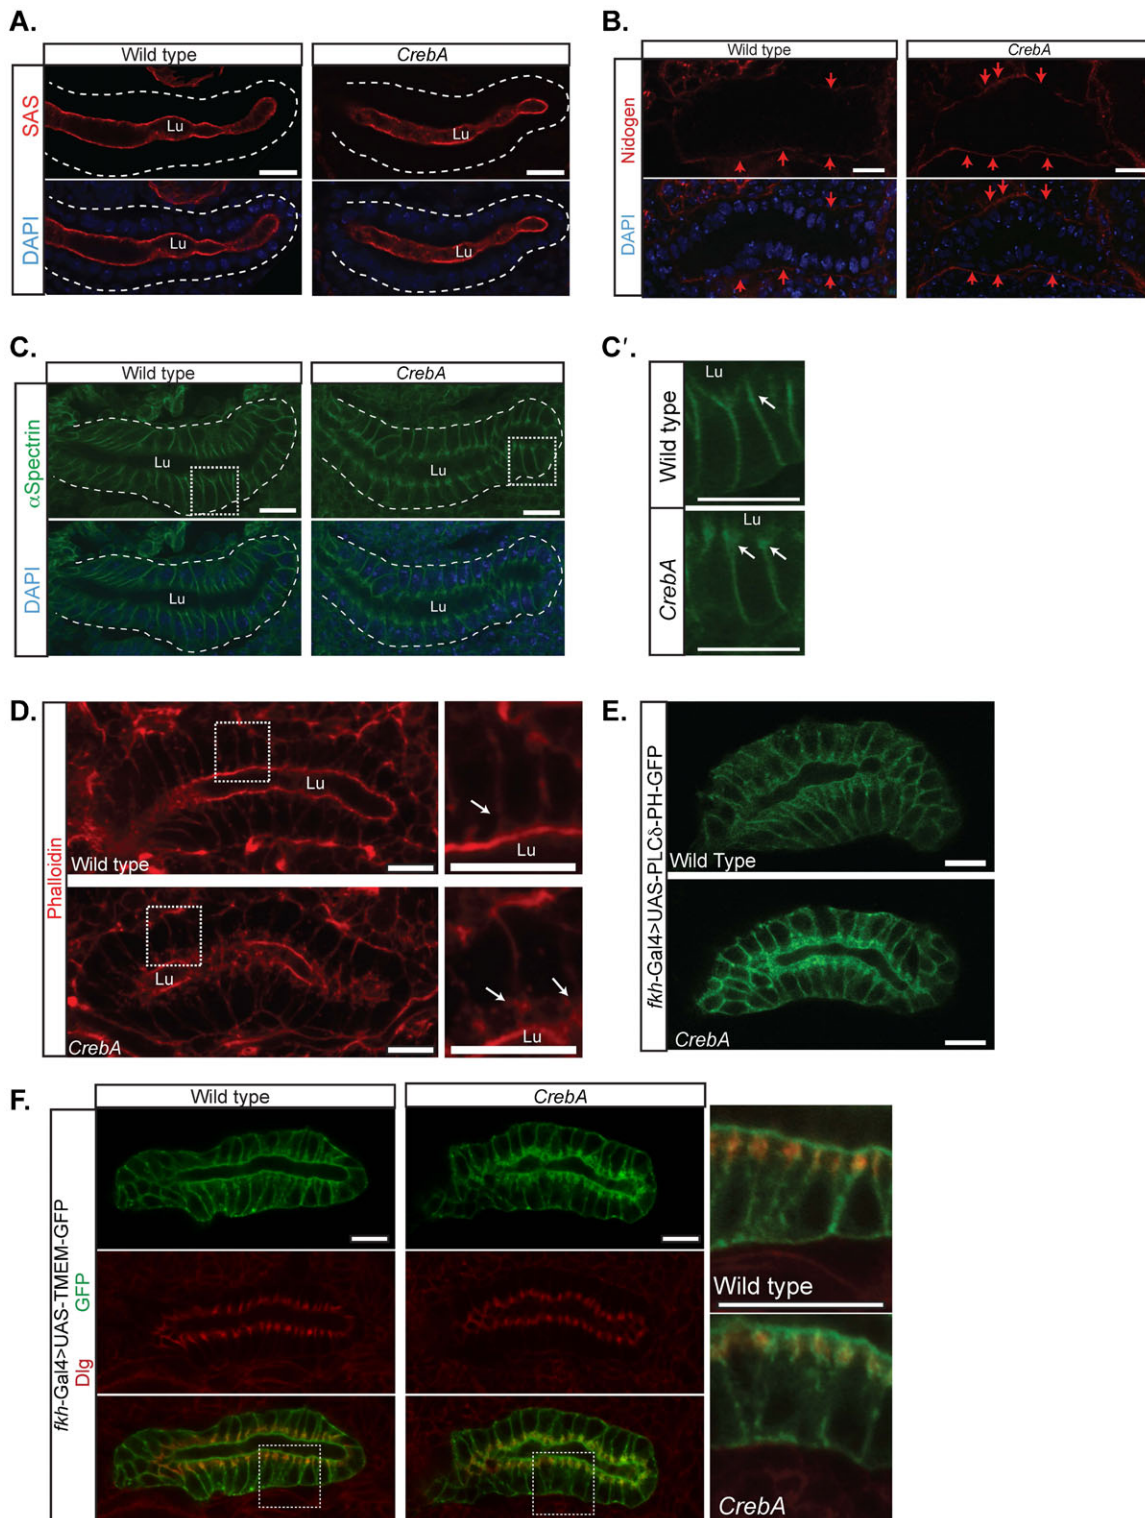 A.
Wild type
CrebA
SAS
Lu
Lu
DAPI
Lu
Lu
B.
Wild type
CrebA
Nidogen
DAPI
C.
Wild type
CrebA
αSpectrin
Lu
Lu
DAPI
Lu
Lu
C'.
Wild type
Lu
CrebA
Lu
D.
Phalloidin
Lu
Wild type
Lu
Lu
CrebA
Lu
E.
fkh-Gal4>UAS-PLCδ-PH-GFP
Wild Type
CrebA
F.
Wild type
CrebA
fkh-Gal4>UAS-TMEM-GFP
Dlg GFP
Wild type
CrebA